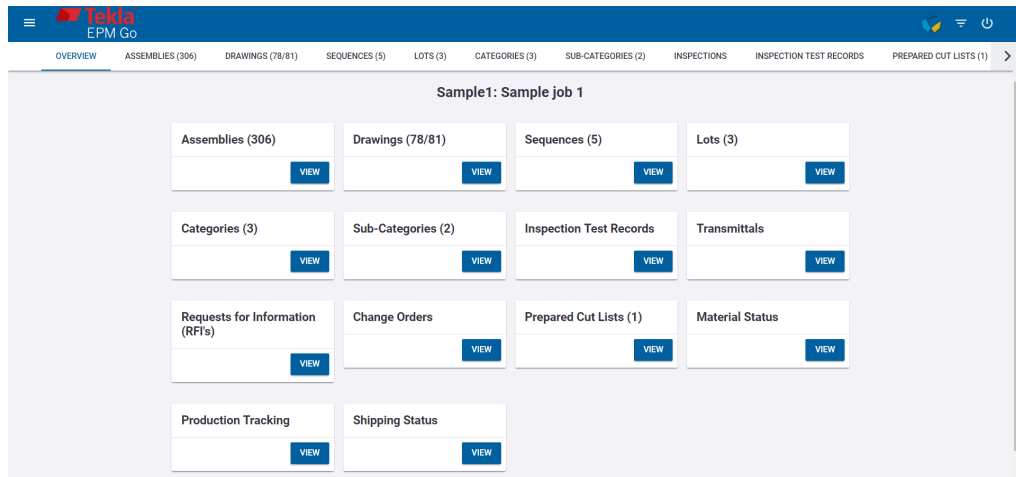 Tekla
EPM Go
OVERVIEW ASSEMBLIES (306) DRAWINGS (78/81) SEQUENCES (5) LOTS (3) CATEGORIES (3) SUB-CATEGORIES (2) INSPECTIONS INSPECTION TEST RECORDS PREPARED CUT LISTS (1)
Sample1: Sample job 1
Assemblies (306) Drawings (78/81) Sequences (5) Lots (3)
VIEW VIEW VIEW VIEW
Categories (3) Sub-Categories (2) Inspection Test Records Transmittals
VIEW VIEW VIEW VIEW
Requests for Information Change Orders Prepared Cut Lists (1) Material Status
(RFI's)
VIEW VIEW VIEW
VIEW
Production Tracking Shipping Status
VIEW VIEW